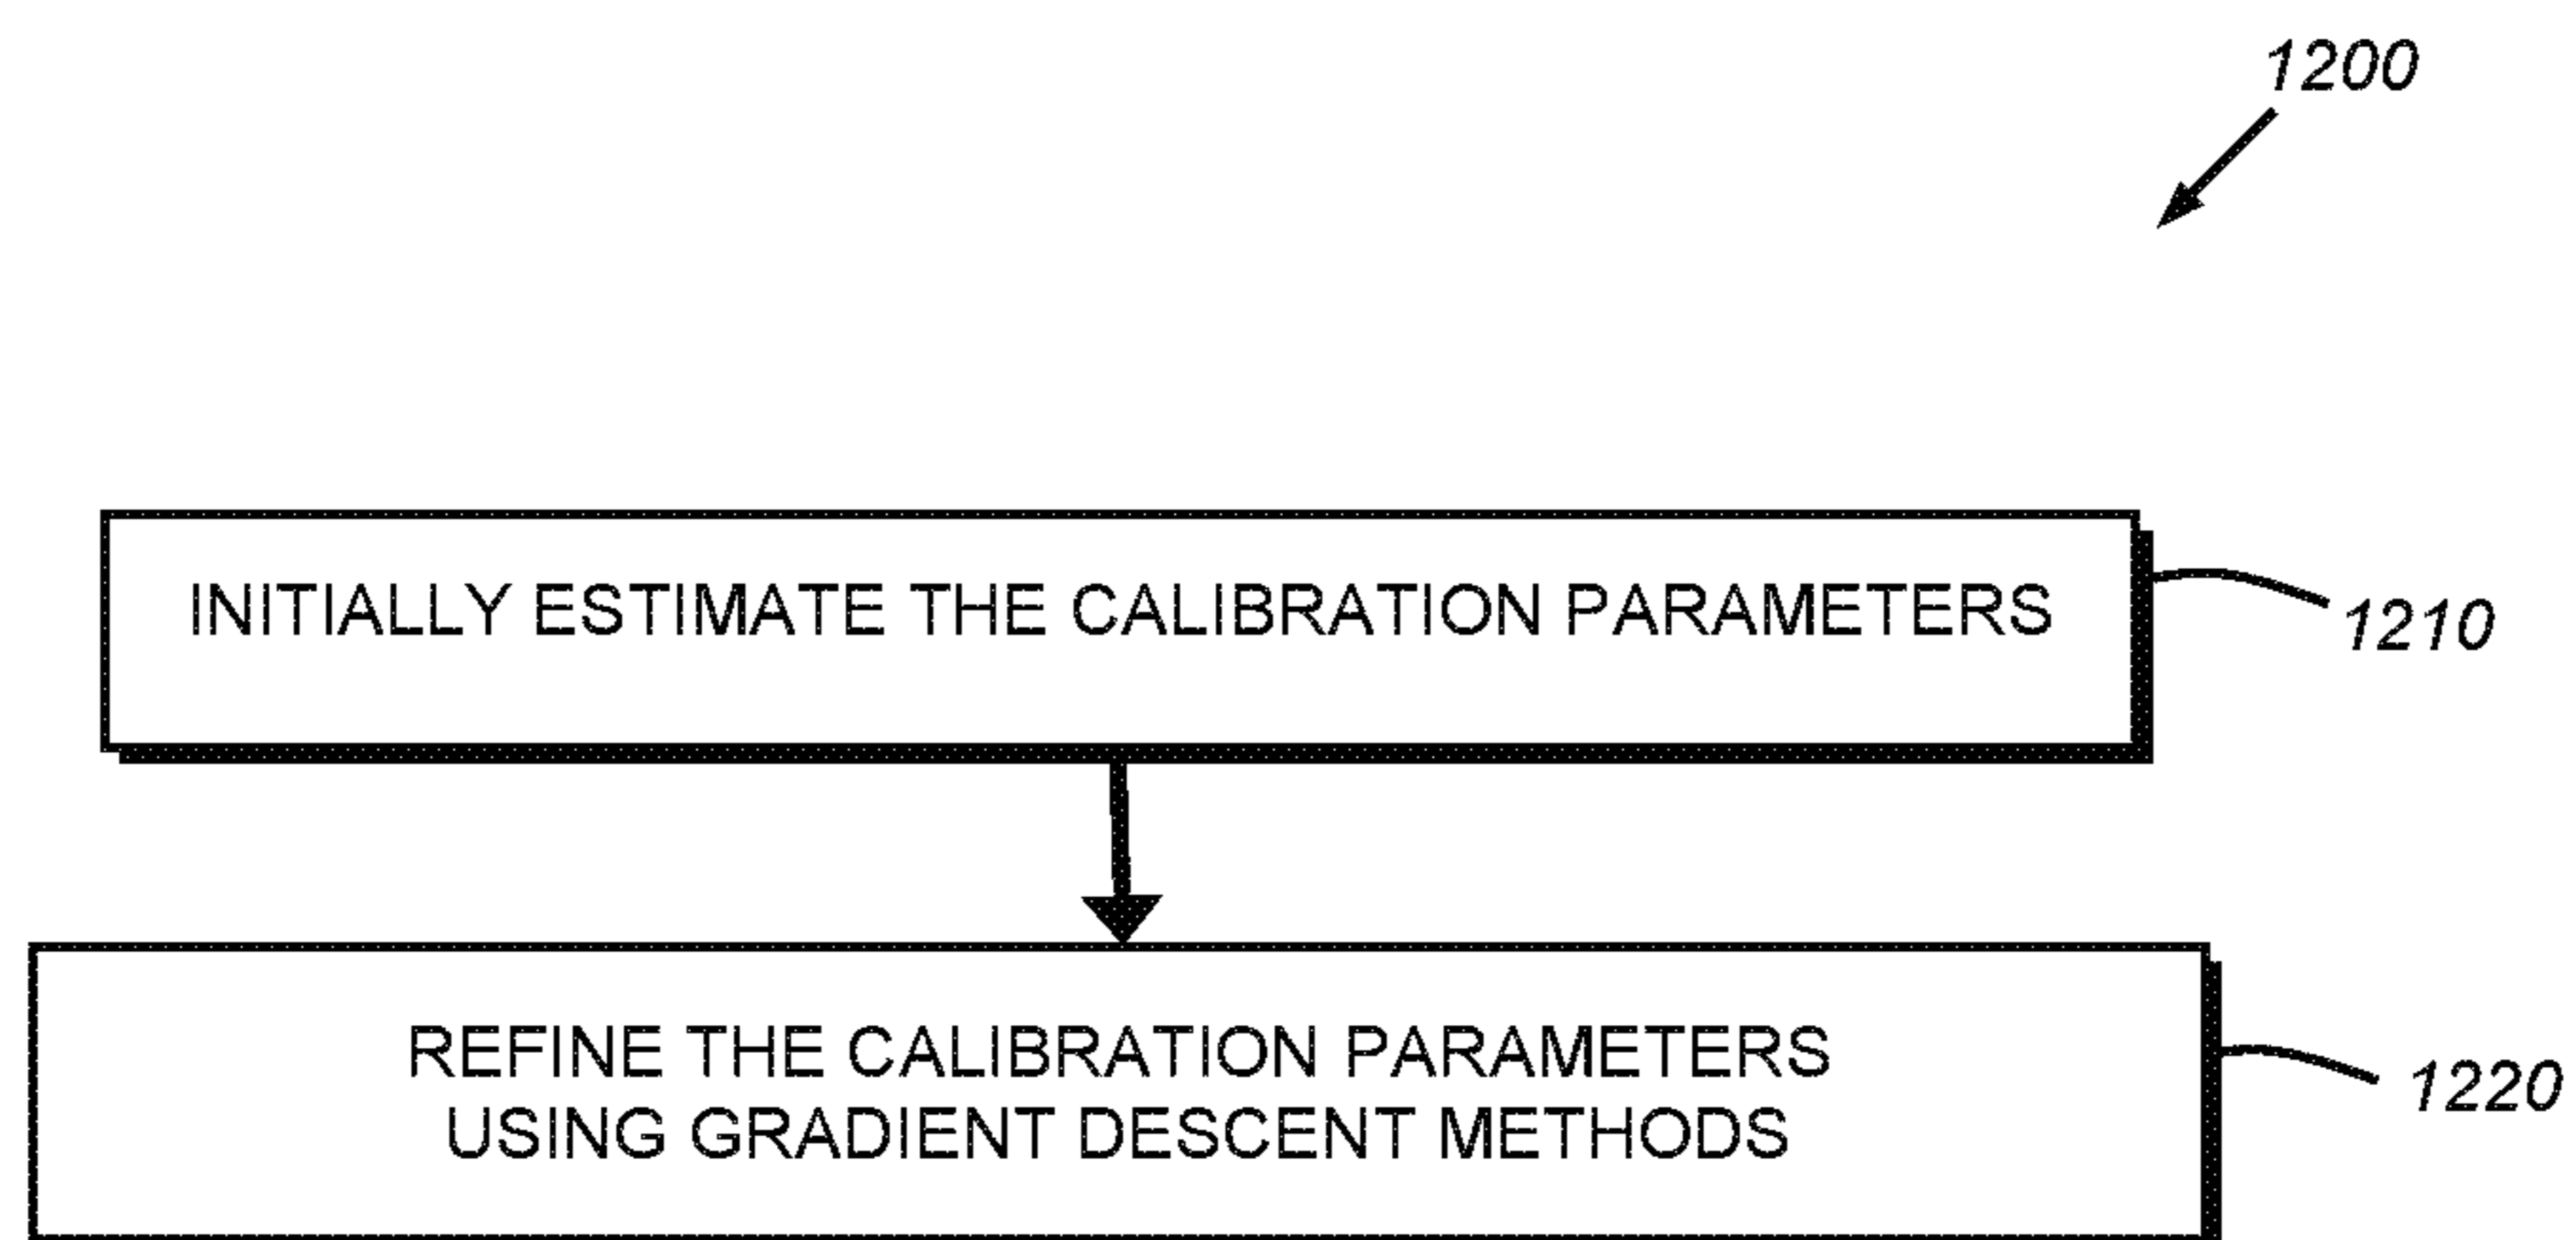 1200
INITIALLY ESTIMATE THE CALIBRATION PARAMETERS
1210
REFINE THE CALIBRATION PARAMETERS
USING GRADIENT DESCENT METHODS
1220